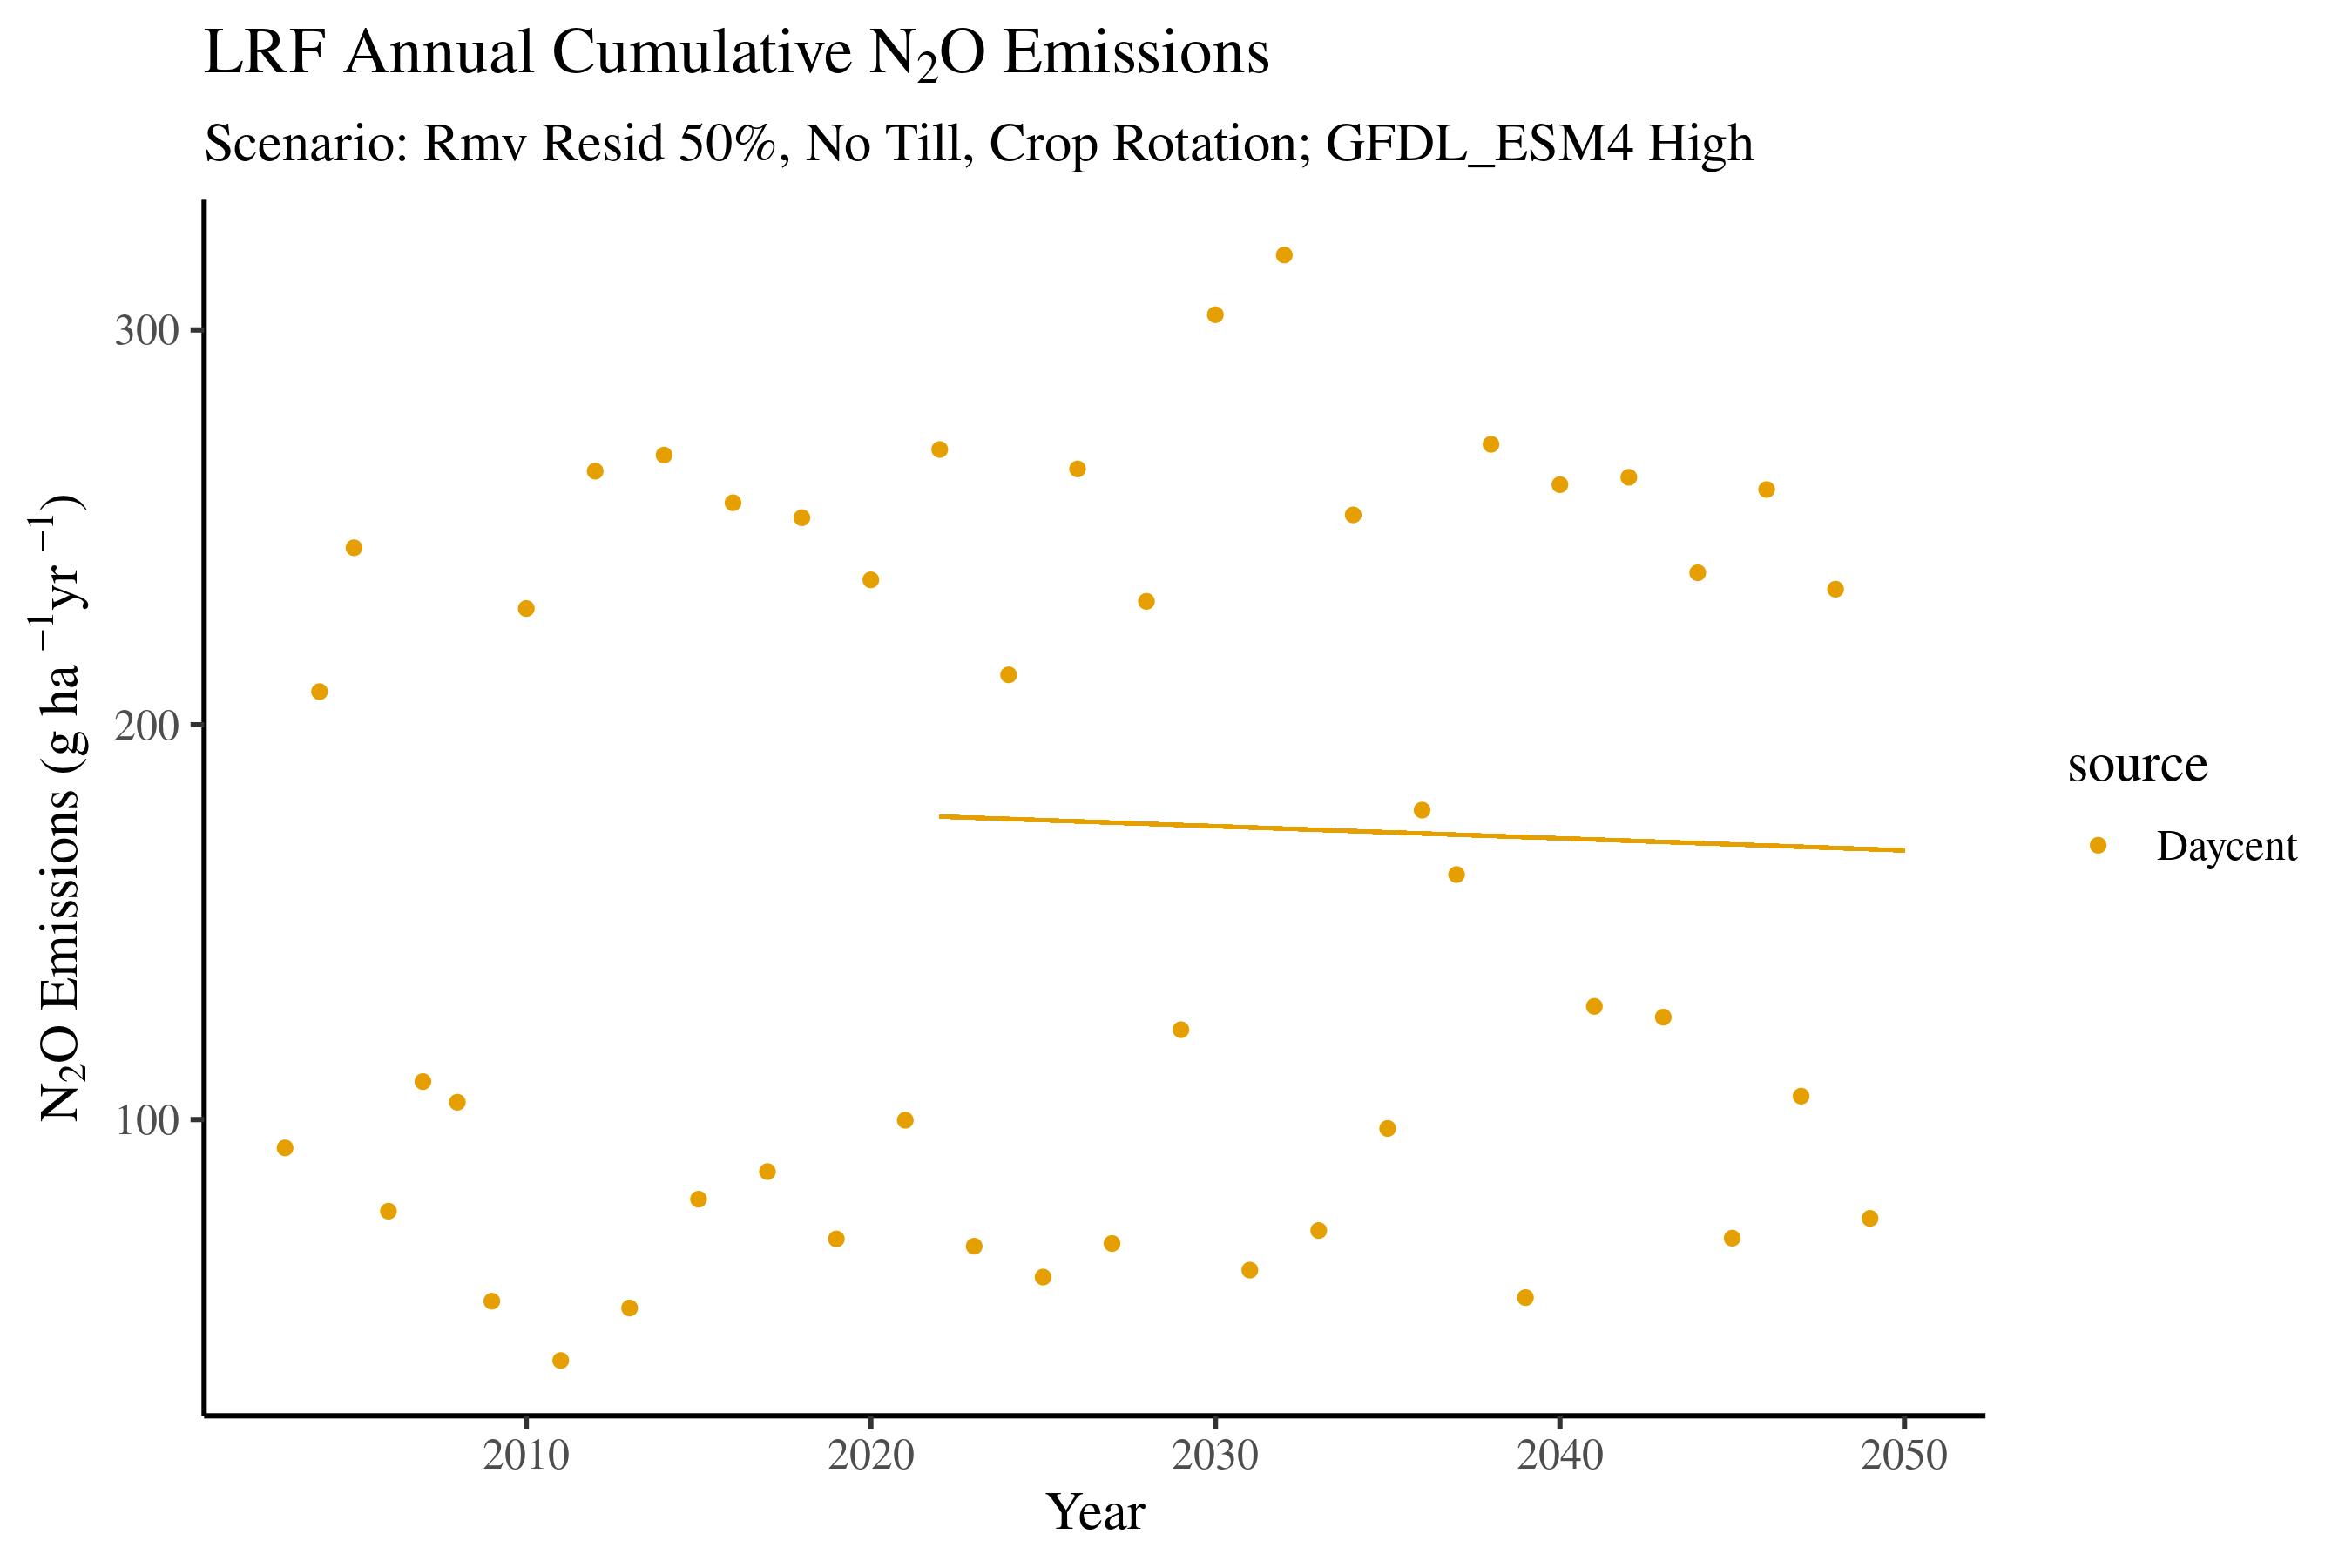 LRF Annual Cumulative N₂O Emissions
Scenario: Rmv Resid 50%, No Till, Crop Rotation; GFDL_ESM4 High
N₂O Emissions (g ha⁻¹yr⁻¹)
300
200
100
2010 2020 2030 2040 2050
Year
source
Daycent